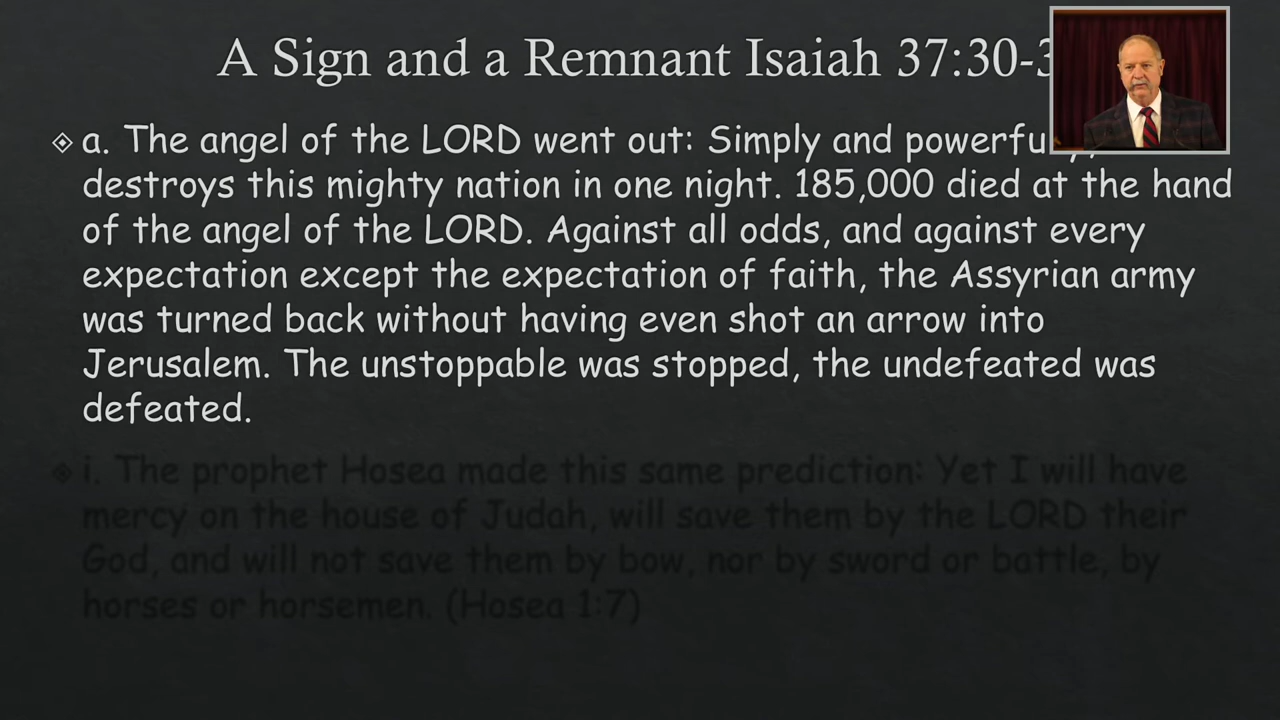 A Sign and a Remnant Isaiah 37:30-3
a. The angel of the LORD went out: Simply and
destroys this mighty nation in one night. 185,000 died at the hand
of the angel of the LORD. Against all odds, and against every
expectation except the expectation of faith, the Assyrian army
was turned back without having even shot an arrow into
Jerusalem. The unstoppable was stopped, the undefeated was
defeated.
i. The prophet Hosea made this same prediction: Yet I will have
mercy on the house of Judah, will save them by the LORD their
God, and will not save them by bow, nor by sword or battle, by
horses or horsemen. (Hosea 1:7)